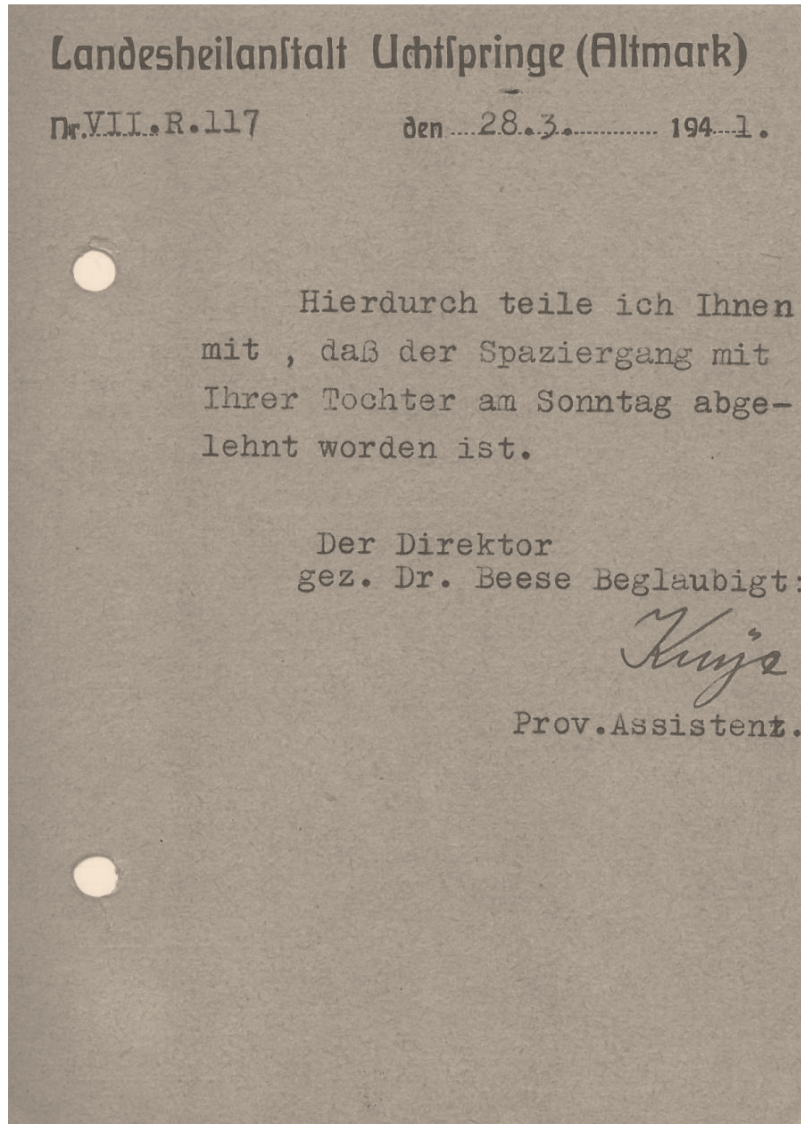 Landesheilanstalt Uchtspringe (Altmark)
Nr. VII.R.117 den 28.3. 1941.
Hierdurch teile ich Ihnen
mit , daß der Spaziergang mit
Ihrer Tochter am Sonntag abge-
lehnt worden ist.
Der Direktor
gez. Dr. Beese Beglaubigt:
Prov.Assistent.